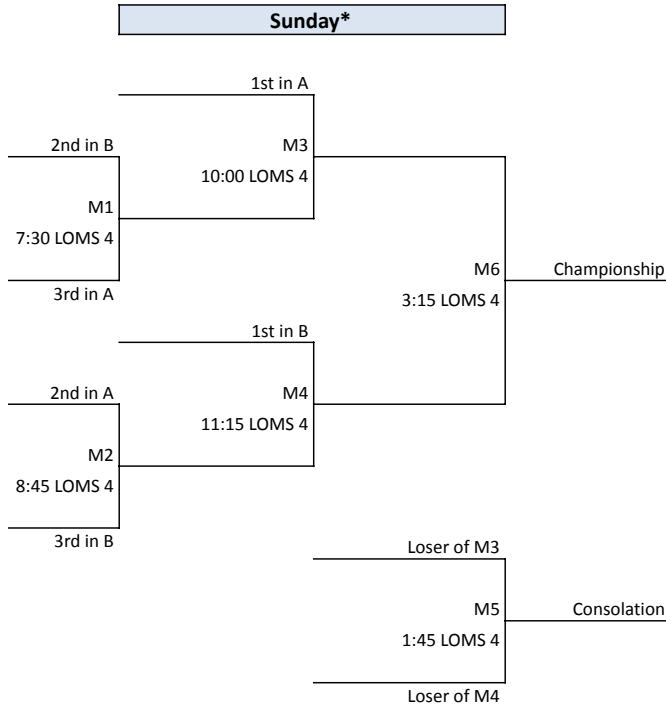 Sunday*
1st in A
2nd in B
M3
10:00 LOMS 4
M1
7:30 LOMS 4
M6
Championship
3rd in A
3:15 LOMS 4
1st in B
2nd in A
M4
11:15 LOMS 4
M2
8:45 LOMS 4
3rd in B
Loser of M3
M5
Consolation
1:45 LOMS 4
Loser of M4